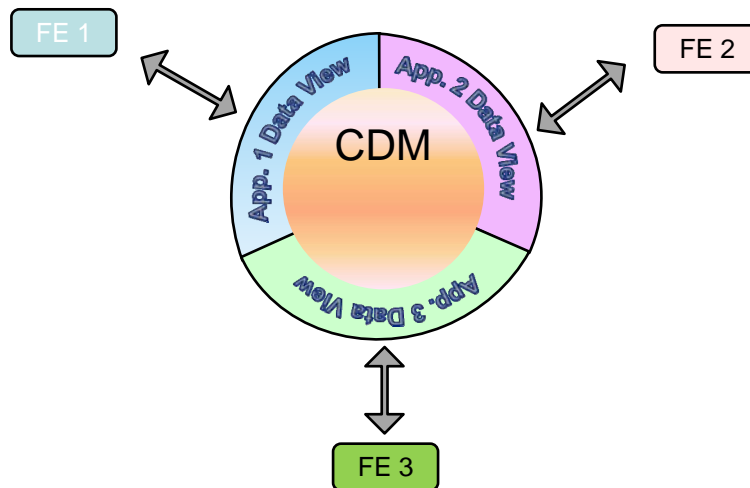 FE 1
FE 2
App. 1 Data View
App. 2 Data View
CDM
App. 3 Data View
FE 3